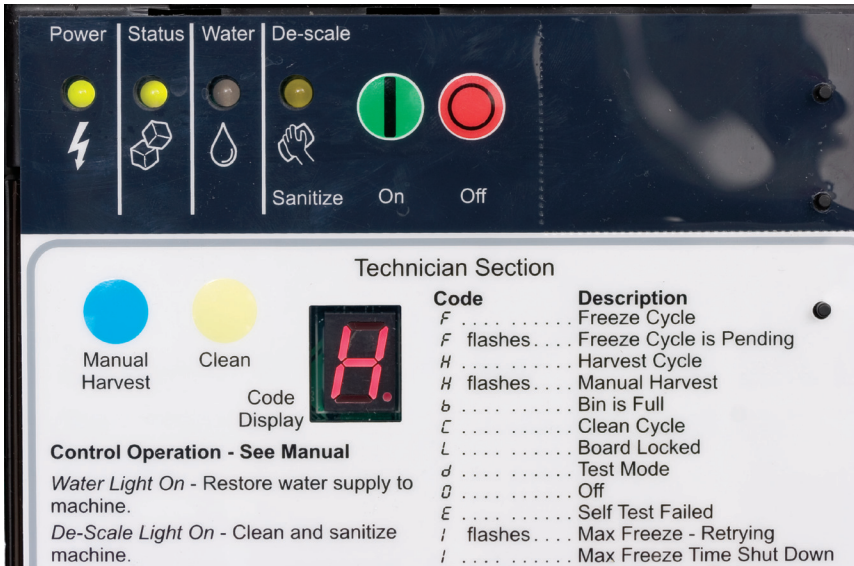 Power Status Water De-scale
Sanitize On Off
Technician Section
Manual
Harvest
Clean
Code
Display
H.
Control Operation - See Manual
Water Light On - Restore water supply to
machine.
De-Scale Light On - Clean and sanitize
machine.
Code Description
F . . . . . . . . . . . Freeze Cycle
F flashes . . . . Freeze Cycle is Pending
H . . . . . . . . . . . Harvest Cycle
H flashes . . . . Manual Harvest
b . . . . . . . . . . . Bin is Full
C . . . . . . . . . . . Clean Cycle
L . . . . . . . . . . . Board Locked
d . . . . . . . . . . . Test Mode
0 . . . . . . . . . . . Off
E . . . . . . . . . . . Self Test Failed
1 flashes . . . . Max Freeze - Retrying
1 . . . . . . . . . . . Max Freeze Time Shut Down